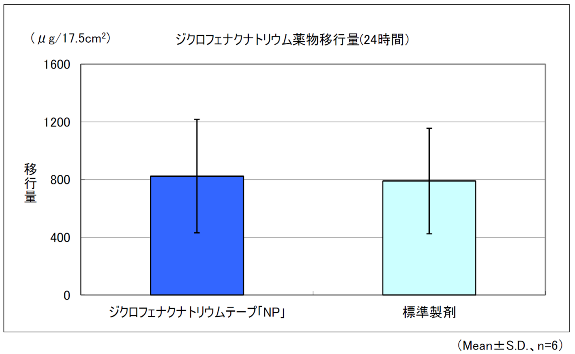 (μg/17.5cm²)
ジクロフェナクナトリウム薬物移行量(24時間)
1600
1200
800
400
0
移行量
ジクロフェナクナトリウムテープ「NP」
標準製剤
(Mean±S.D.、n=6)